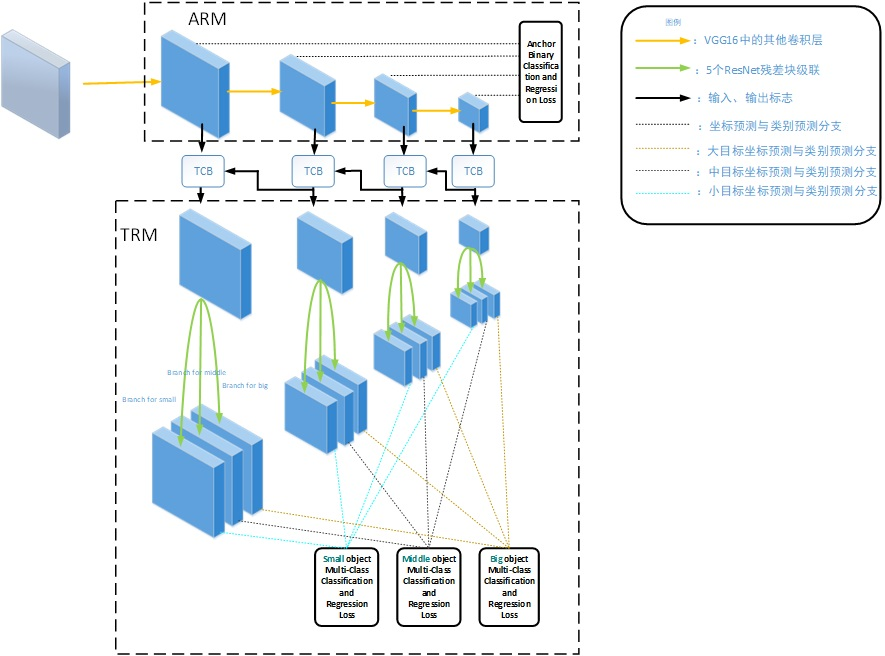 ARM
Anchor
Binary
Classifica
tion and
Regressi
on Loss
图例
：VGG16中的其他卷积层
：5个ResNet残差块级联
：输入、输出标志
：坐标预测与类别预测分支
：大目标坐标预测与类别预测分支
：中目标坐标预测与类别预测分支
：小目标坐标预测与类别预测分支
TCB
TCB
TCB
TCB
TRM
Branch for middle
Branch for big
Branch for small
Small object
Multi-Class
Classification
and
Regression
Loss
Middle object
Multi-Class
Classification
and
Regression
Loss
Big object
Multi-Class
Classification
and
Regression
Loss